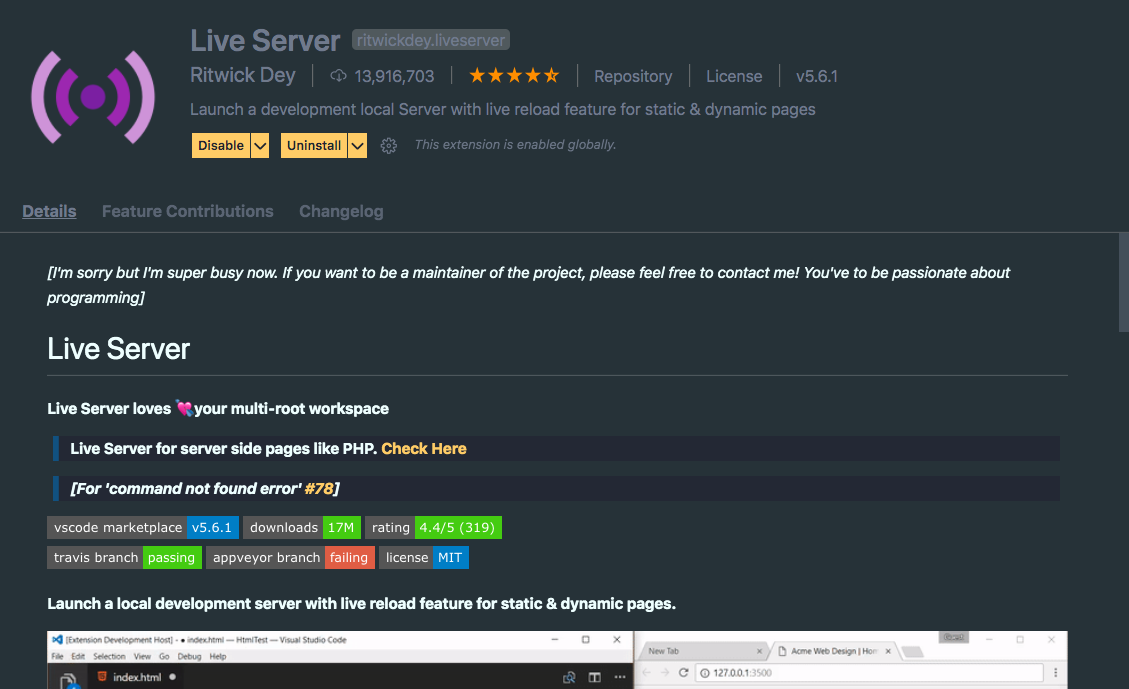 Live Server ritwickdey.liveserver
Ritwick Dey 13,916,703 Repository License v5.6.1
Launch a development local Server with live reload feature for static & dynamic pages
Disable Uninstall This extension is enabled globally.
Details Feature Contributions Changelog
[I'm sorry but I'm super busy now. If you want to be a maintainer of the project, please feel free to contact me! You've to be passionate about
programming]
Live Server
Live Server loves 💘 your multi-root workspace
Live Server for server side pages like PHP. Check Here
[For 'command not found error' #78]
vscode marketplace v5.6.1 downloads 17M rating 4.4/5 (319)
travis branch passing appveyor branch failing license MIT
Launch a local development server with live reload feature for static & dynamic pages.
[Extension Development Host] - ● index.html — HtmlTest — Visual Studio Code
File Edit Selection View Go Debug Help
index.html
Guest
New Tab Acme Web Design | Hom
127.0.0.1:3500